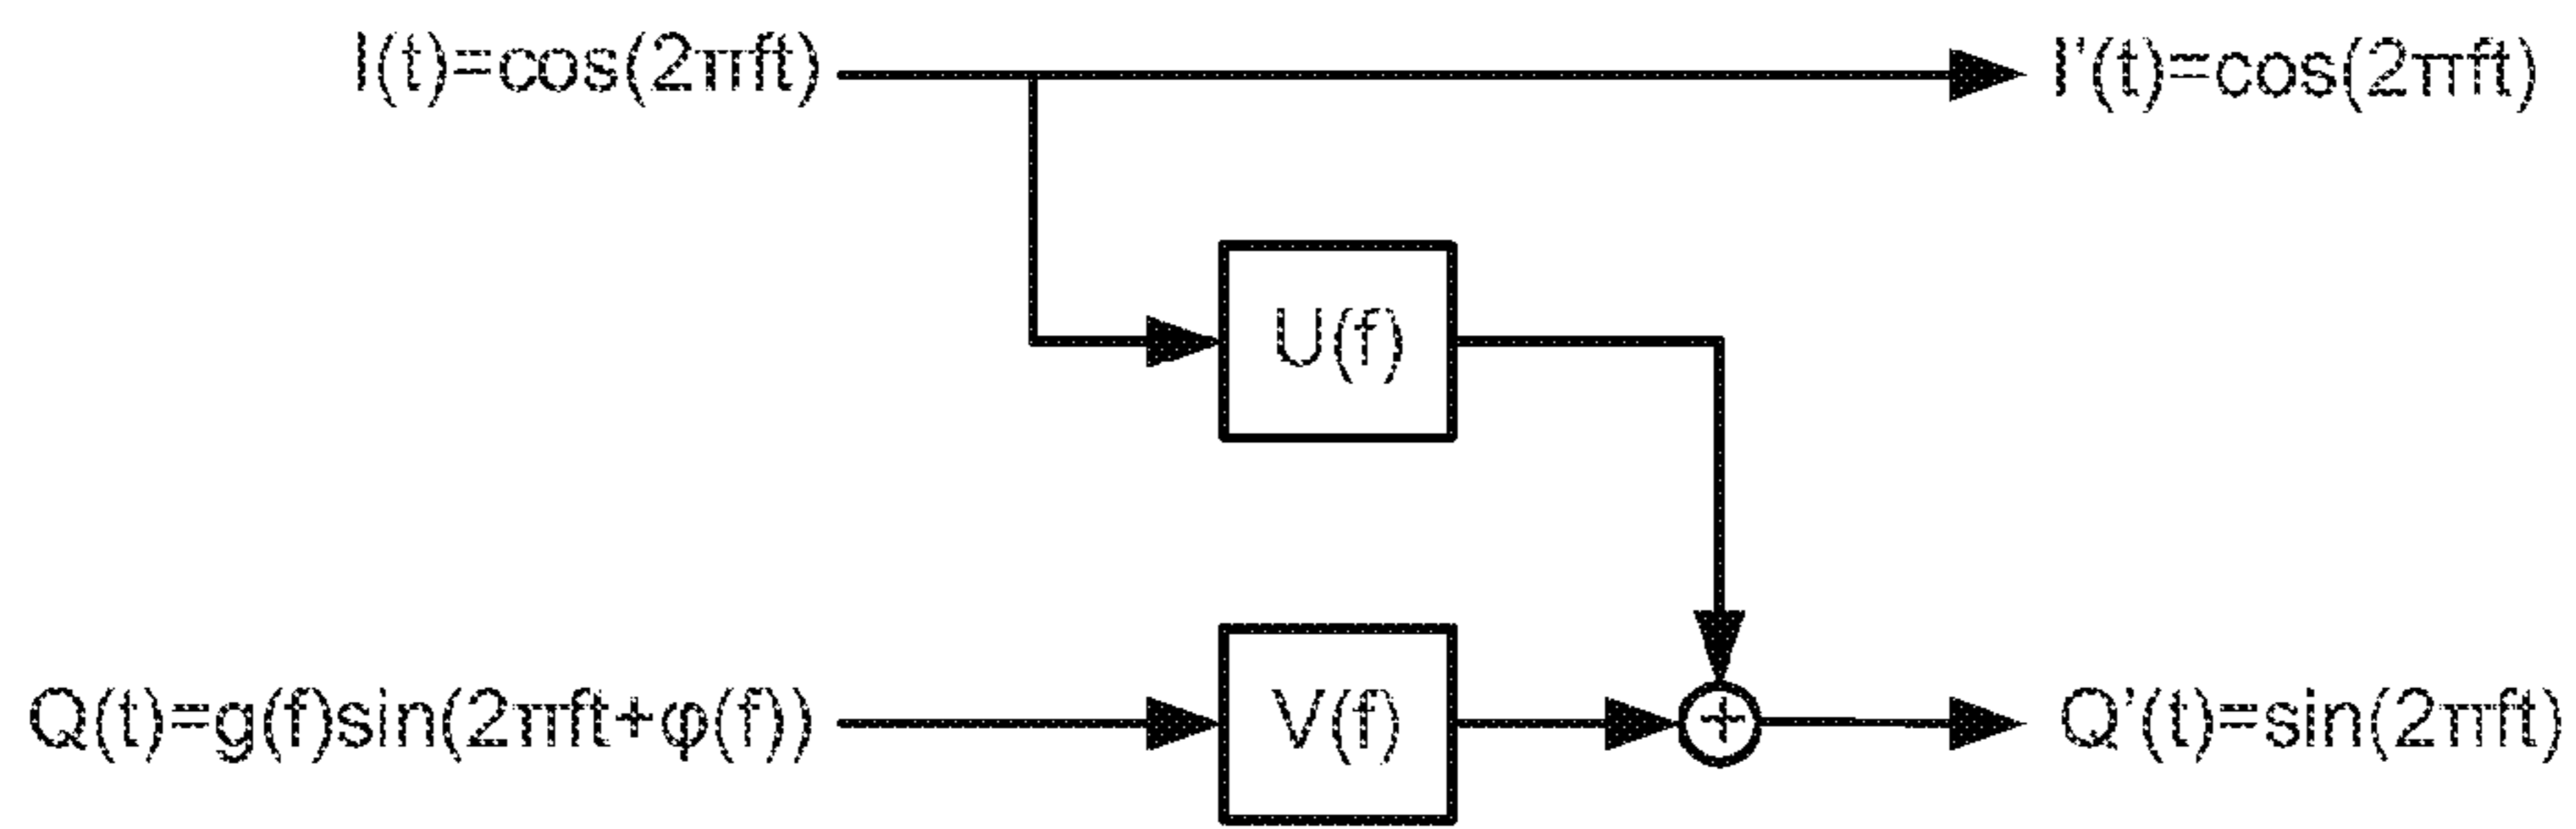 I(t)=cos(2πft)
I'(t)=cos(2πft)
U(f)
Q(t)=g(f)sin(2πft+φ(f))
V(f)
+
Q'(t)=sin(2πft)